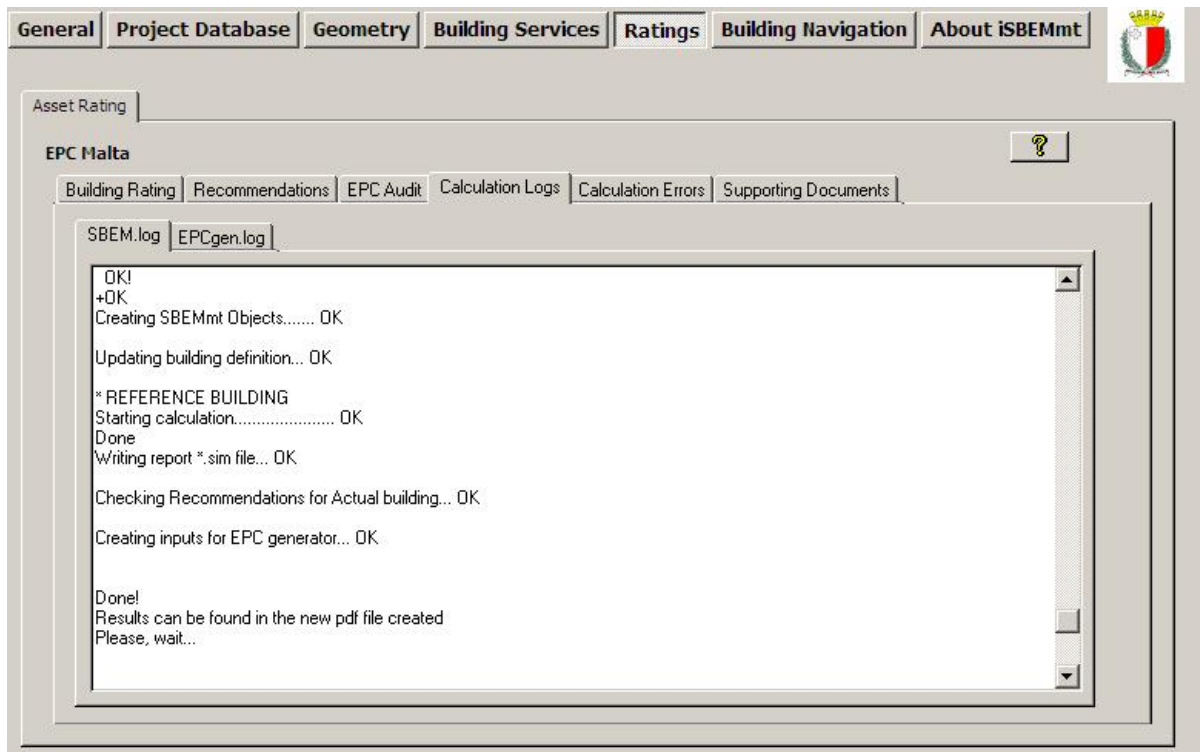 General Project Database Geometry Building Services Ratings Building Navigation About iSBEMmt
Asset Rating
EPC Malta
?
Building Rating Recommendations EPC Audit Calculation Logs Calculation Errors Supporting Documents
SBEM.log EPCgen.log
OK!
+OK
Creating SBEMmt Objects....... OK
Updating building definition... OK
* REFERENCE BUILDING
Starting calculation...................... OK
Done
Writing report *.sim file... OK
Checking Recommendations for Actual building... OK
Creating inputs for EPC generator... OK
Done!
Results can be found in the new pdf file created
Please, wait...